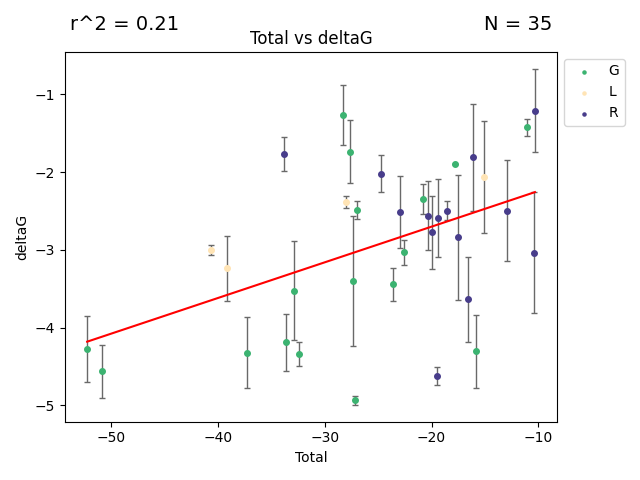 r^2 = 0.21
N = 35
Total vs deltaG
G
L
R
−1
−2
−3
−4
−5
deltaG
−50
−40
−30
−20
−10
Total